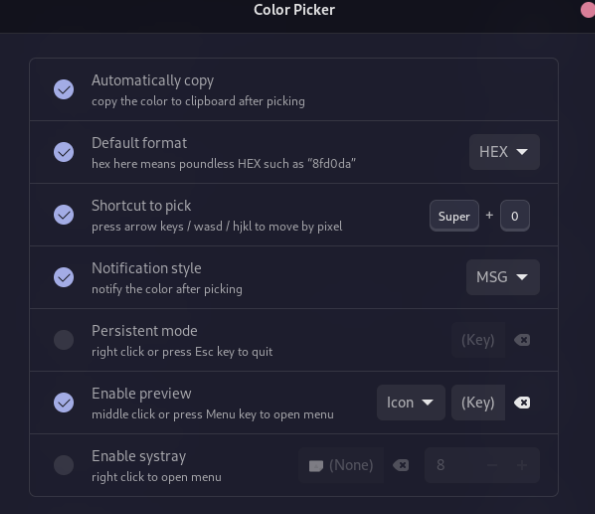 Color Picker
Automatically copy
copy the color to clipboard after picking
Default format
hex here means poundless HEX such as "8fd0da"
HEX
Shortcut to pick
press arrow keys / wasd / hjkl to move by pixel
Super + 0
Notification style
notify the color after picking
MSG
Persistent mode
right click or press Esc key to quit
(Key)
Enable preview
middle click or press Menu key to open menu
Icon (Key)
Enable systray
right click to open menu
(None) 8 − +